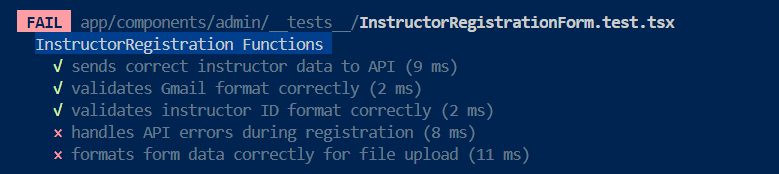 FAIL app/components/admin/__tests__/InstructorRegistrationForm.test.tsx
InstructorRegistration Functions
√ sends correct instructor data to API (9 ms)
√ validates Gmail format correctly (2 ms)
√ validates instructor ID format correctly (2 ms)
× handles API errors during registration (8 ms)
× formats form data correctly for file upload (11 ms)